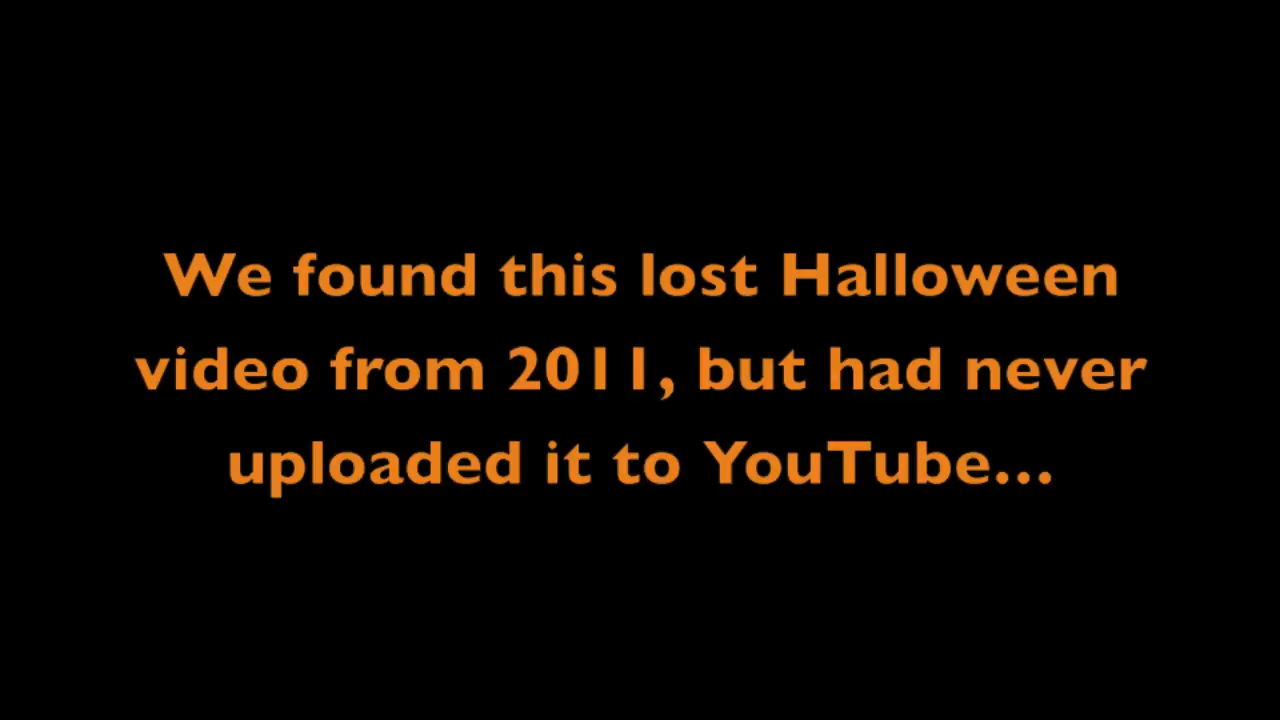 We found this lost Halloween
video from 2011, but had never
uploaded it to YouTube...